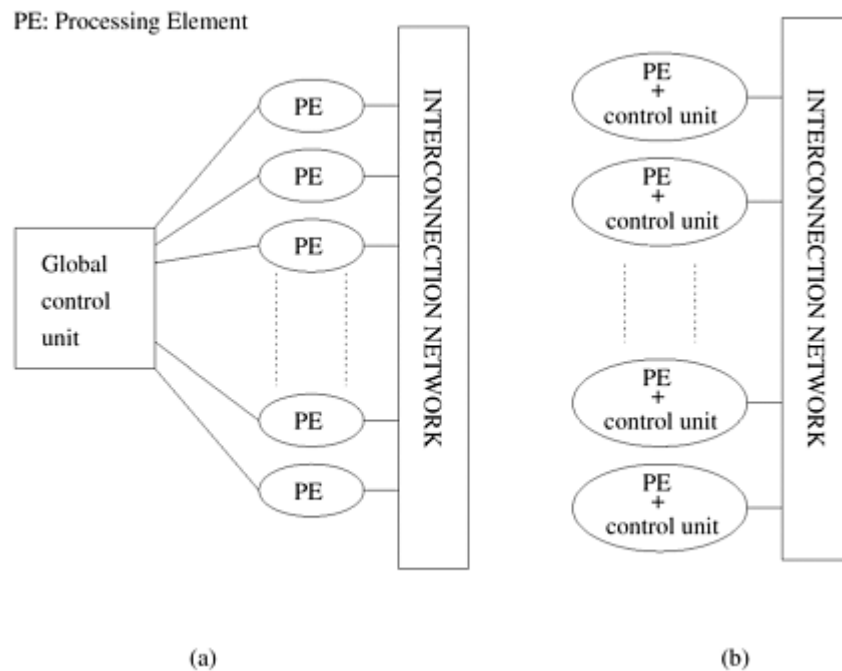 PE: Processing Element
PE
PE
PE
Global
control
unit
PE
PE
INTERCONNECTION NETWORK
(a)
PE
+
control unit
PE
+
control unit
PE
+
control unit
PE
+
control unit
INTERCONNECTION NETWORK
(b)